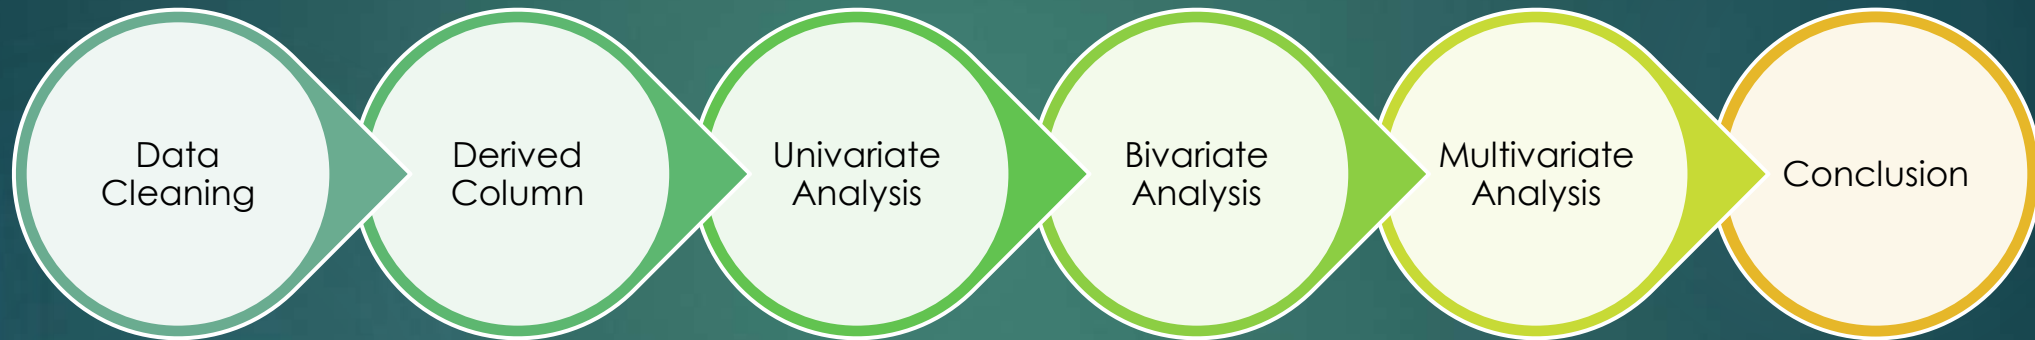 Data
Cleaning
Derived
Column
Univariate
Analysis
Bivariate
Analysis
Multivariate
Analysis
Conclusion